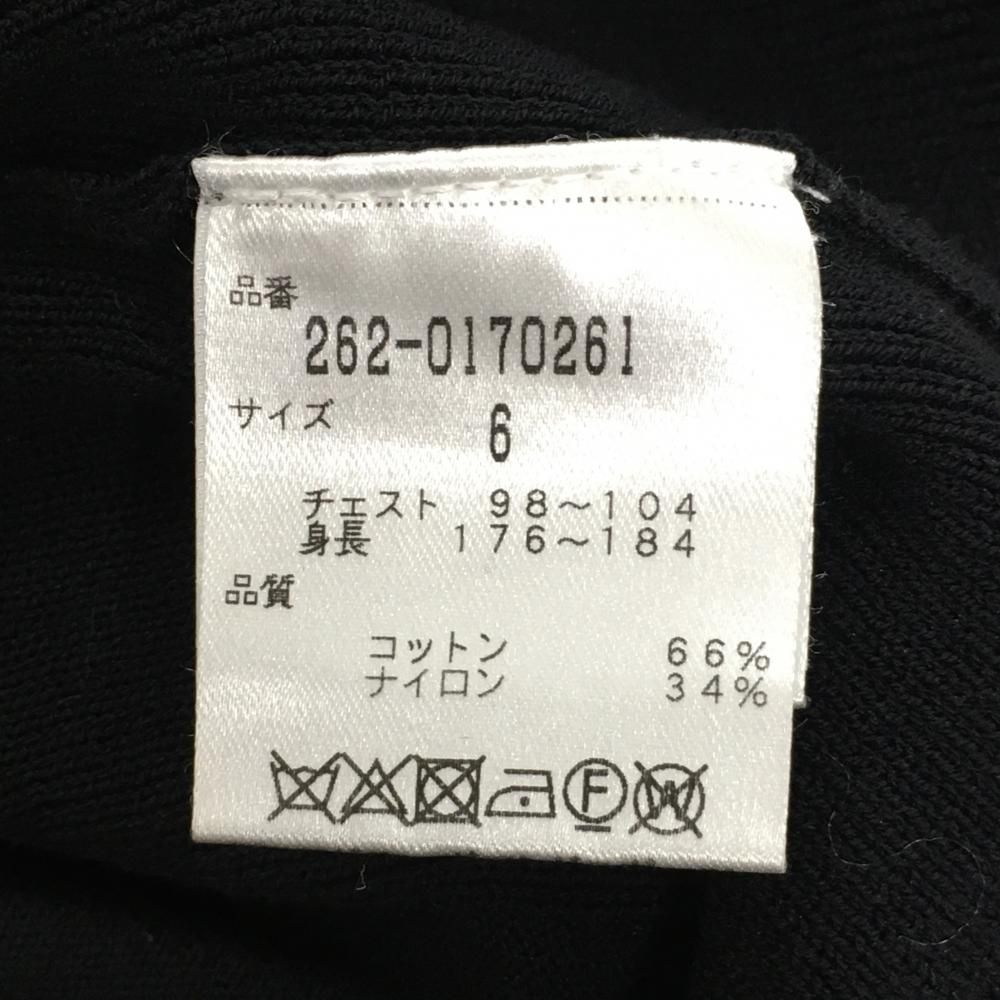 品番
262-0170261
サイズ 6
チェスト 98〜104
身長 176〜184
品質
コットン 66%
ナイロン 34%
F W